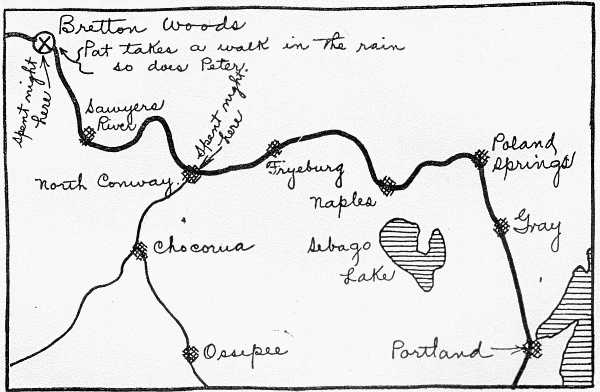 Bretton Woods
Pat takes a walk in the rain
so does Peter.
Spent night
here
Sawyers
River
Spent night
here
North Conway
Fryeburg
Naples
Poland
Springs
Gray
Sebago
Lake
Chocorua
Ossipee
Portland